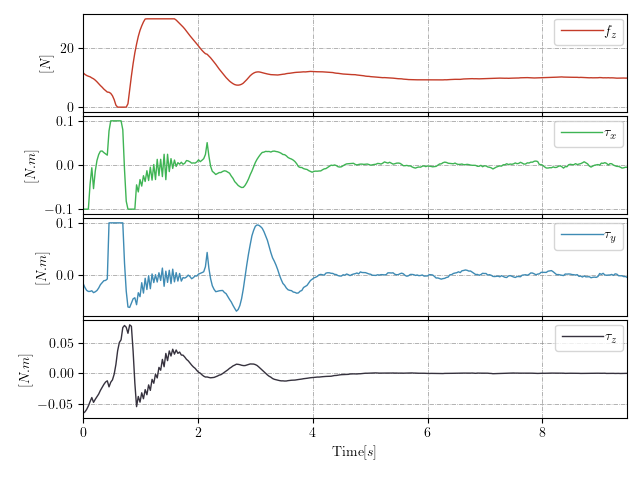 [N]
20
0
f_z
[N.m]
0.1
0.0
−0.1
τ_x
[N.m]
0.1
0.0
τ_y
[N.m]
0.05
0.00
−0.05
τ_z
0 2 4 6 8
Time[s]